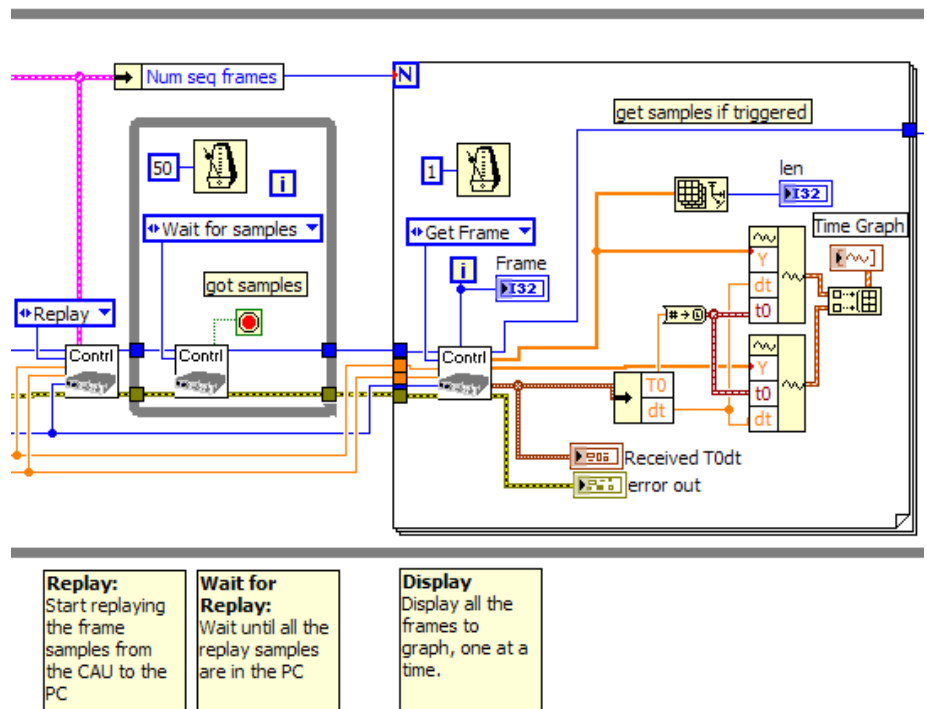 Num seq frames
N
get samples if triggered
50
i
1
len
I32
Wait for samples
Get Frame
Time Graph
Y
dt
t0
i
Frame
I32
got samples
Replay
Contrl
Contrl
Contrl
#
T0
dt
Y
t0
dt
Received T0dt
error out
Replay:
Start replaying
the frame
samples from
the CAU to the
PC
Wait for
Replay:
Wait until all the
replay samples
are in the PC
Display
Display all the
frames to
graph, one at a
time.